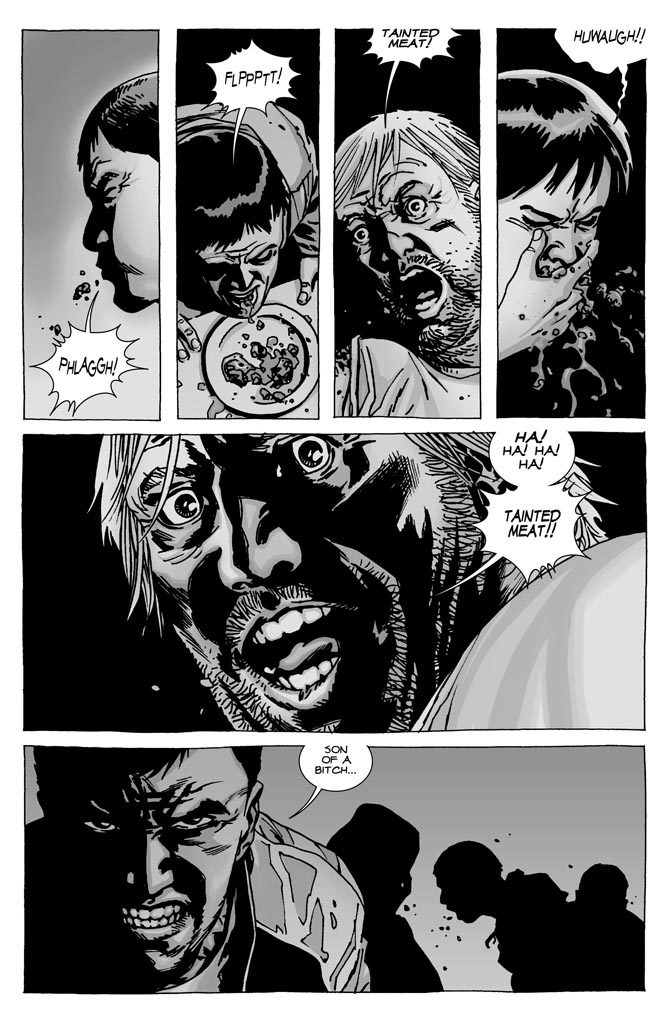 PHLAGGH!
FLPPPTT!
TAINTED
MEAT!
HUWAUGH!!
HA!
HA! HA!
HA!
TAINTED
MEAT!!
SON
OF A
BITCH...